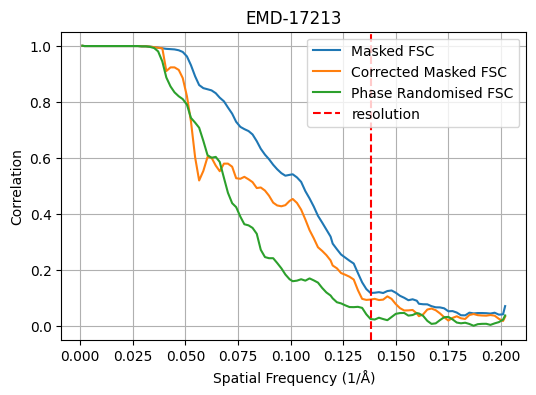 EMD-17213
Masked FSC
Corrected Masked FSC
Phase Randomised FSC
resolution
Correlation
1.0
0.8
0.6
0.4
0.2
0.0
0.000 0.025 0.050 0.075 0.100 0.125 0.150 0.175 0.200
Spatial Frequency (1/Å)